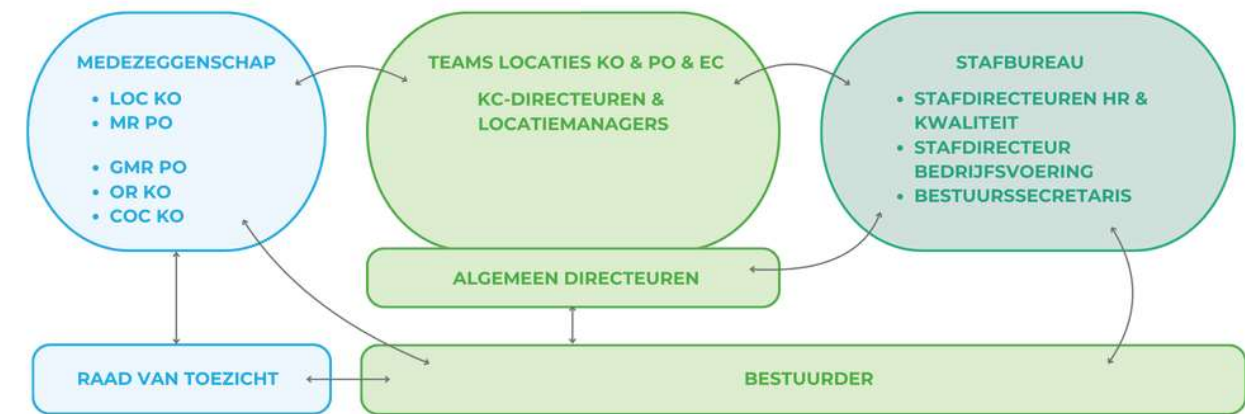 MEDEZEGGENSCHAP
• LOC KO
• MR PO
• GMR PO
• OR KO
• COC KO
TEAMS LOCATIES KO & PO & EC
KC-DIRECTEUREN &
LOCATIEMANAGERS
STAFBUREAU
• STAFDIRECTEUREN HR &
KWALITEIT
• STAFDIRECTEUR
BEDRIJFSVOERING
• BESTUURSSECRETARIS
ALGEMEEN DIRECTEUREN
RAAD VAN TOEZICHT
BESTUURDER